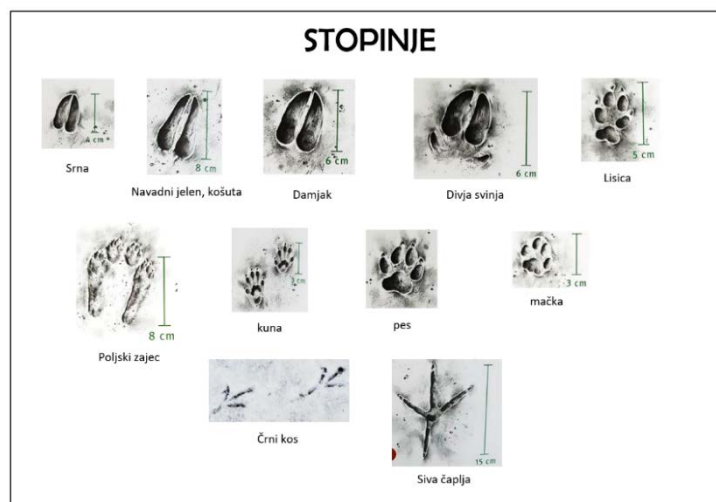 STOPINJE
4 cm
8 cm
6 cm
6 cm
5 cm
Srna
Navadni jelen, košuta
Damjak
Divja svinja
Lisica
8 cm
3 cm
Poljski zajec
kuna
pes
mačka
15 cm
Črni kos
Siva čaplja